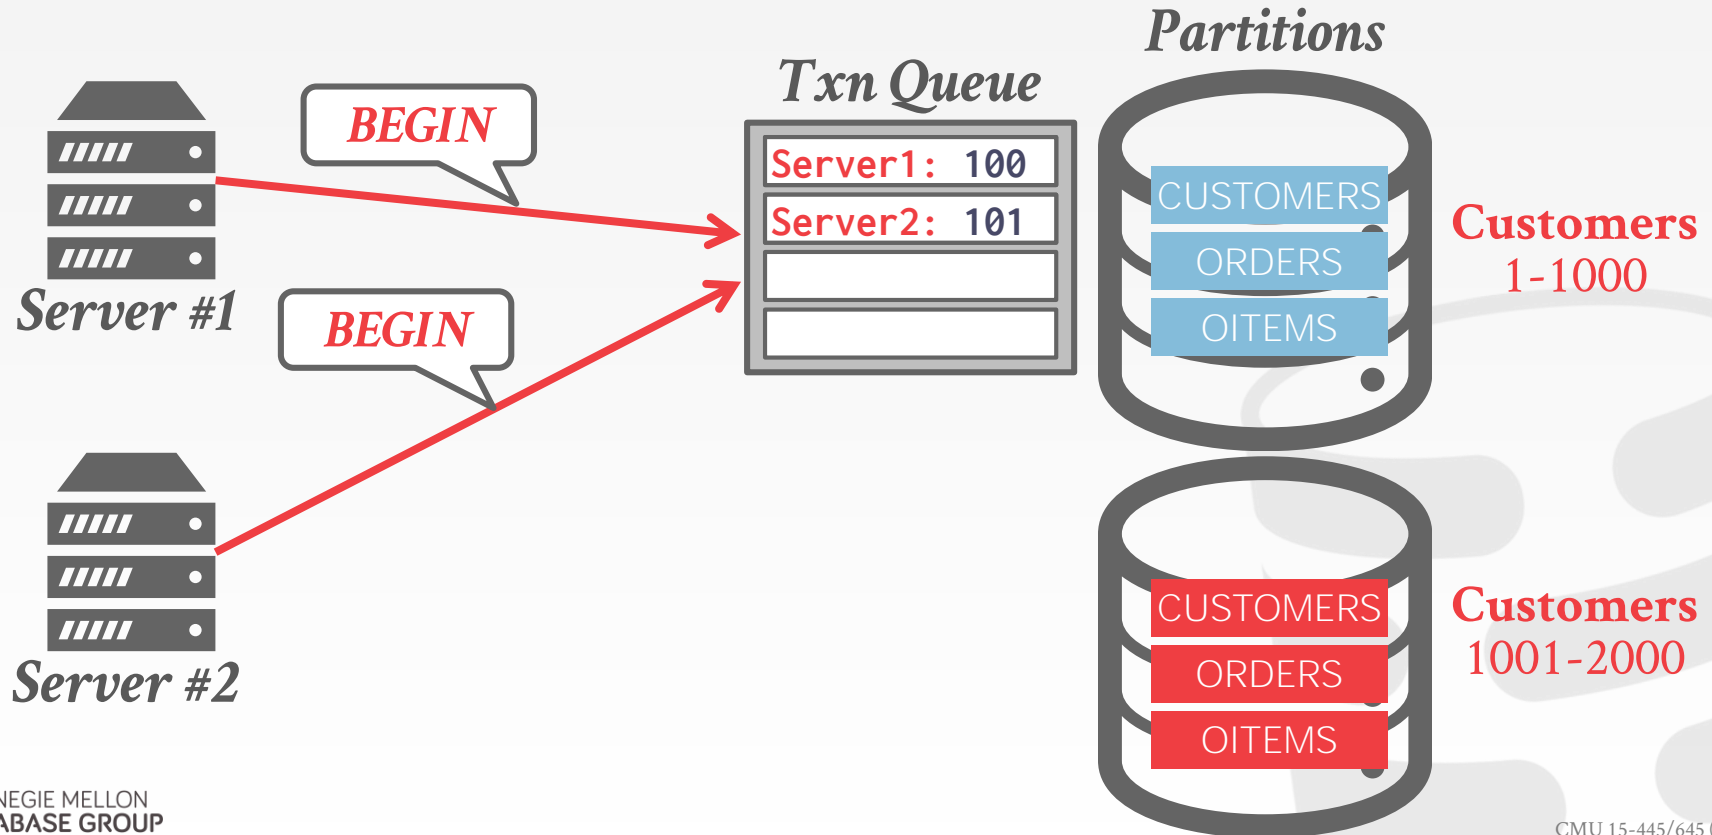 Partitions
Txn Queue
BEGIN
Server1: 100
Server2: 101
Server #1
BEGIN
Server #2
CUSTOMERS
ORDERS
OITEMS
Customers
1-1000
CUSTOMERS
ORDERS
OITEMS
Customers
1001-2000
NEGIE MELLON
ABASE GROUP
CMU 15-445/645